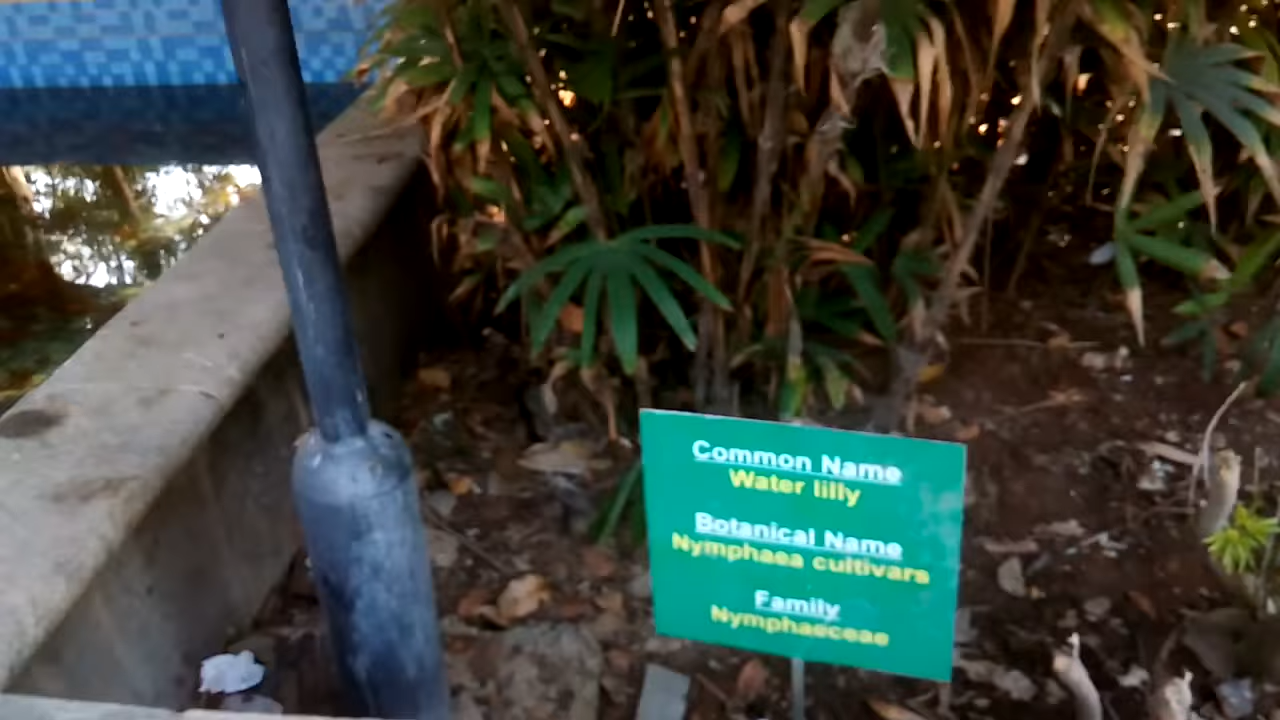 Common Name
Water lilly
Botanical Name
Nymphaea cultivars
Family
Nymphaeceae